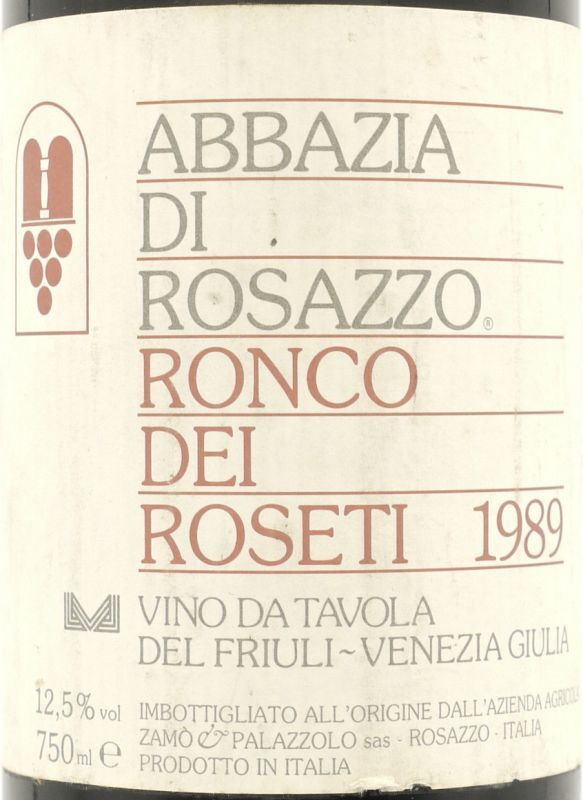 ABBAZIA
DI
ROSAZZO®
RONCO
DEI
ROSETI 1989
VINO DA TAVOLA
DEL FRIULI~VENEZIA GIULIA
12,5% vol
750 ml e
IMBOTTIGLIATO ALL'ORIGINE DALL'AZIENDA AGRICOLA
ZAMÒ & PALAZZOLO sas - ROSAZZO - ITALIA
PRODOTTO IN ITALIA